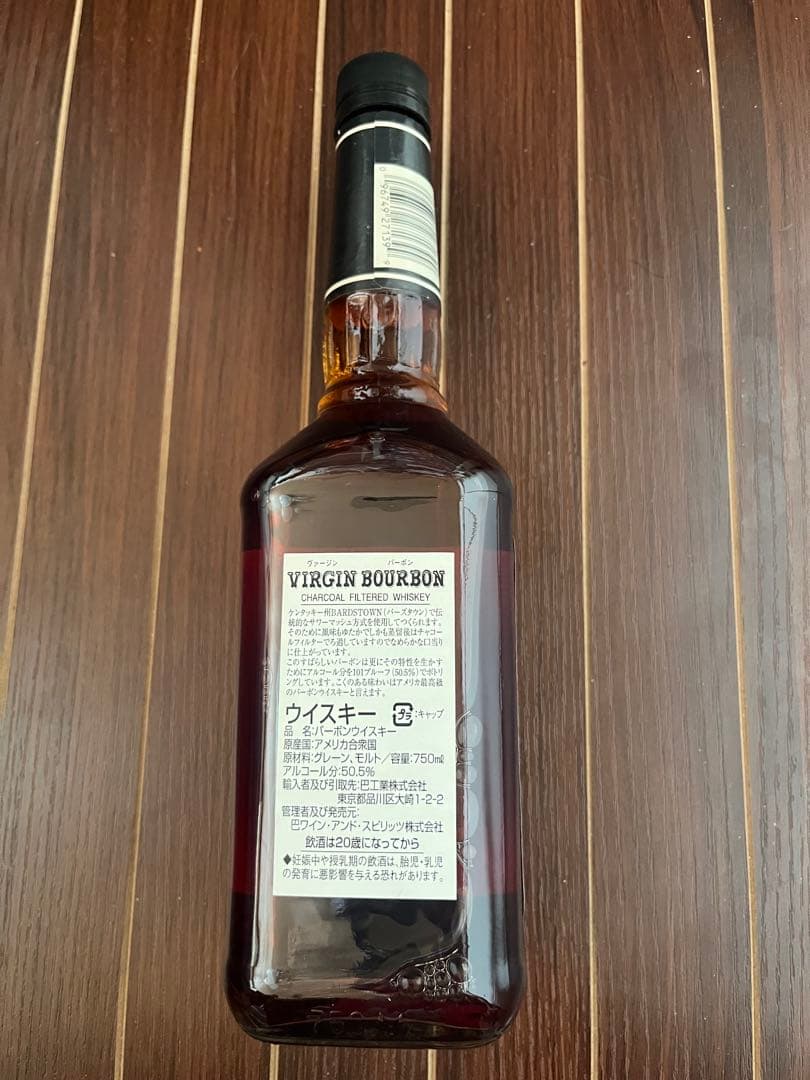 0 96749 27139 9
ヴァージン バーボン
VIRGIN BOURBON
CHARCOAL FILTERED WHISKEY
ケンタッキー州BARDSTOWN(バーズタウン)で伝
統的なサワーマッシュ方式を使用してつくられます。
そのために風味もゆたかでしかも蒸留後はチャコー
ルフィルターでろ過していますのでなめらかな口当り
に仕上がっています。
このすばらしいバーボンは更にその特性を生かす
ためにアルコール分を101プルーフ(50.5%)でボトリ
ングしています。こくのある味わいはアメリカ最高級
のバーボンウイスキーと言えます。
ウイスキー プラ:キャップ
品 名:バーボンウイスキー
原産国:アメリカ合衆国
原材料:グレーン、モルト/容量:750mℓ
アルコール分:50.5%
輸入者及び引取先:巴工業株式会社
東京都品川区大崎1-2-2
管理者及び発売元:
巴ワイン・アンド・スピリッツ株式会社
飲酒は20歳になってから
◆妊娠中や授乳期の飲酒は、胎児・乳児
の発育に悪影響を与える恐れがあります。